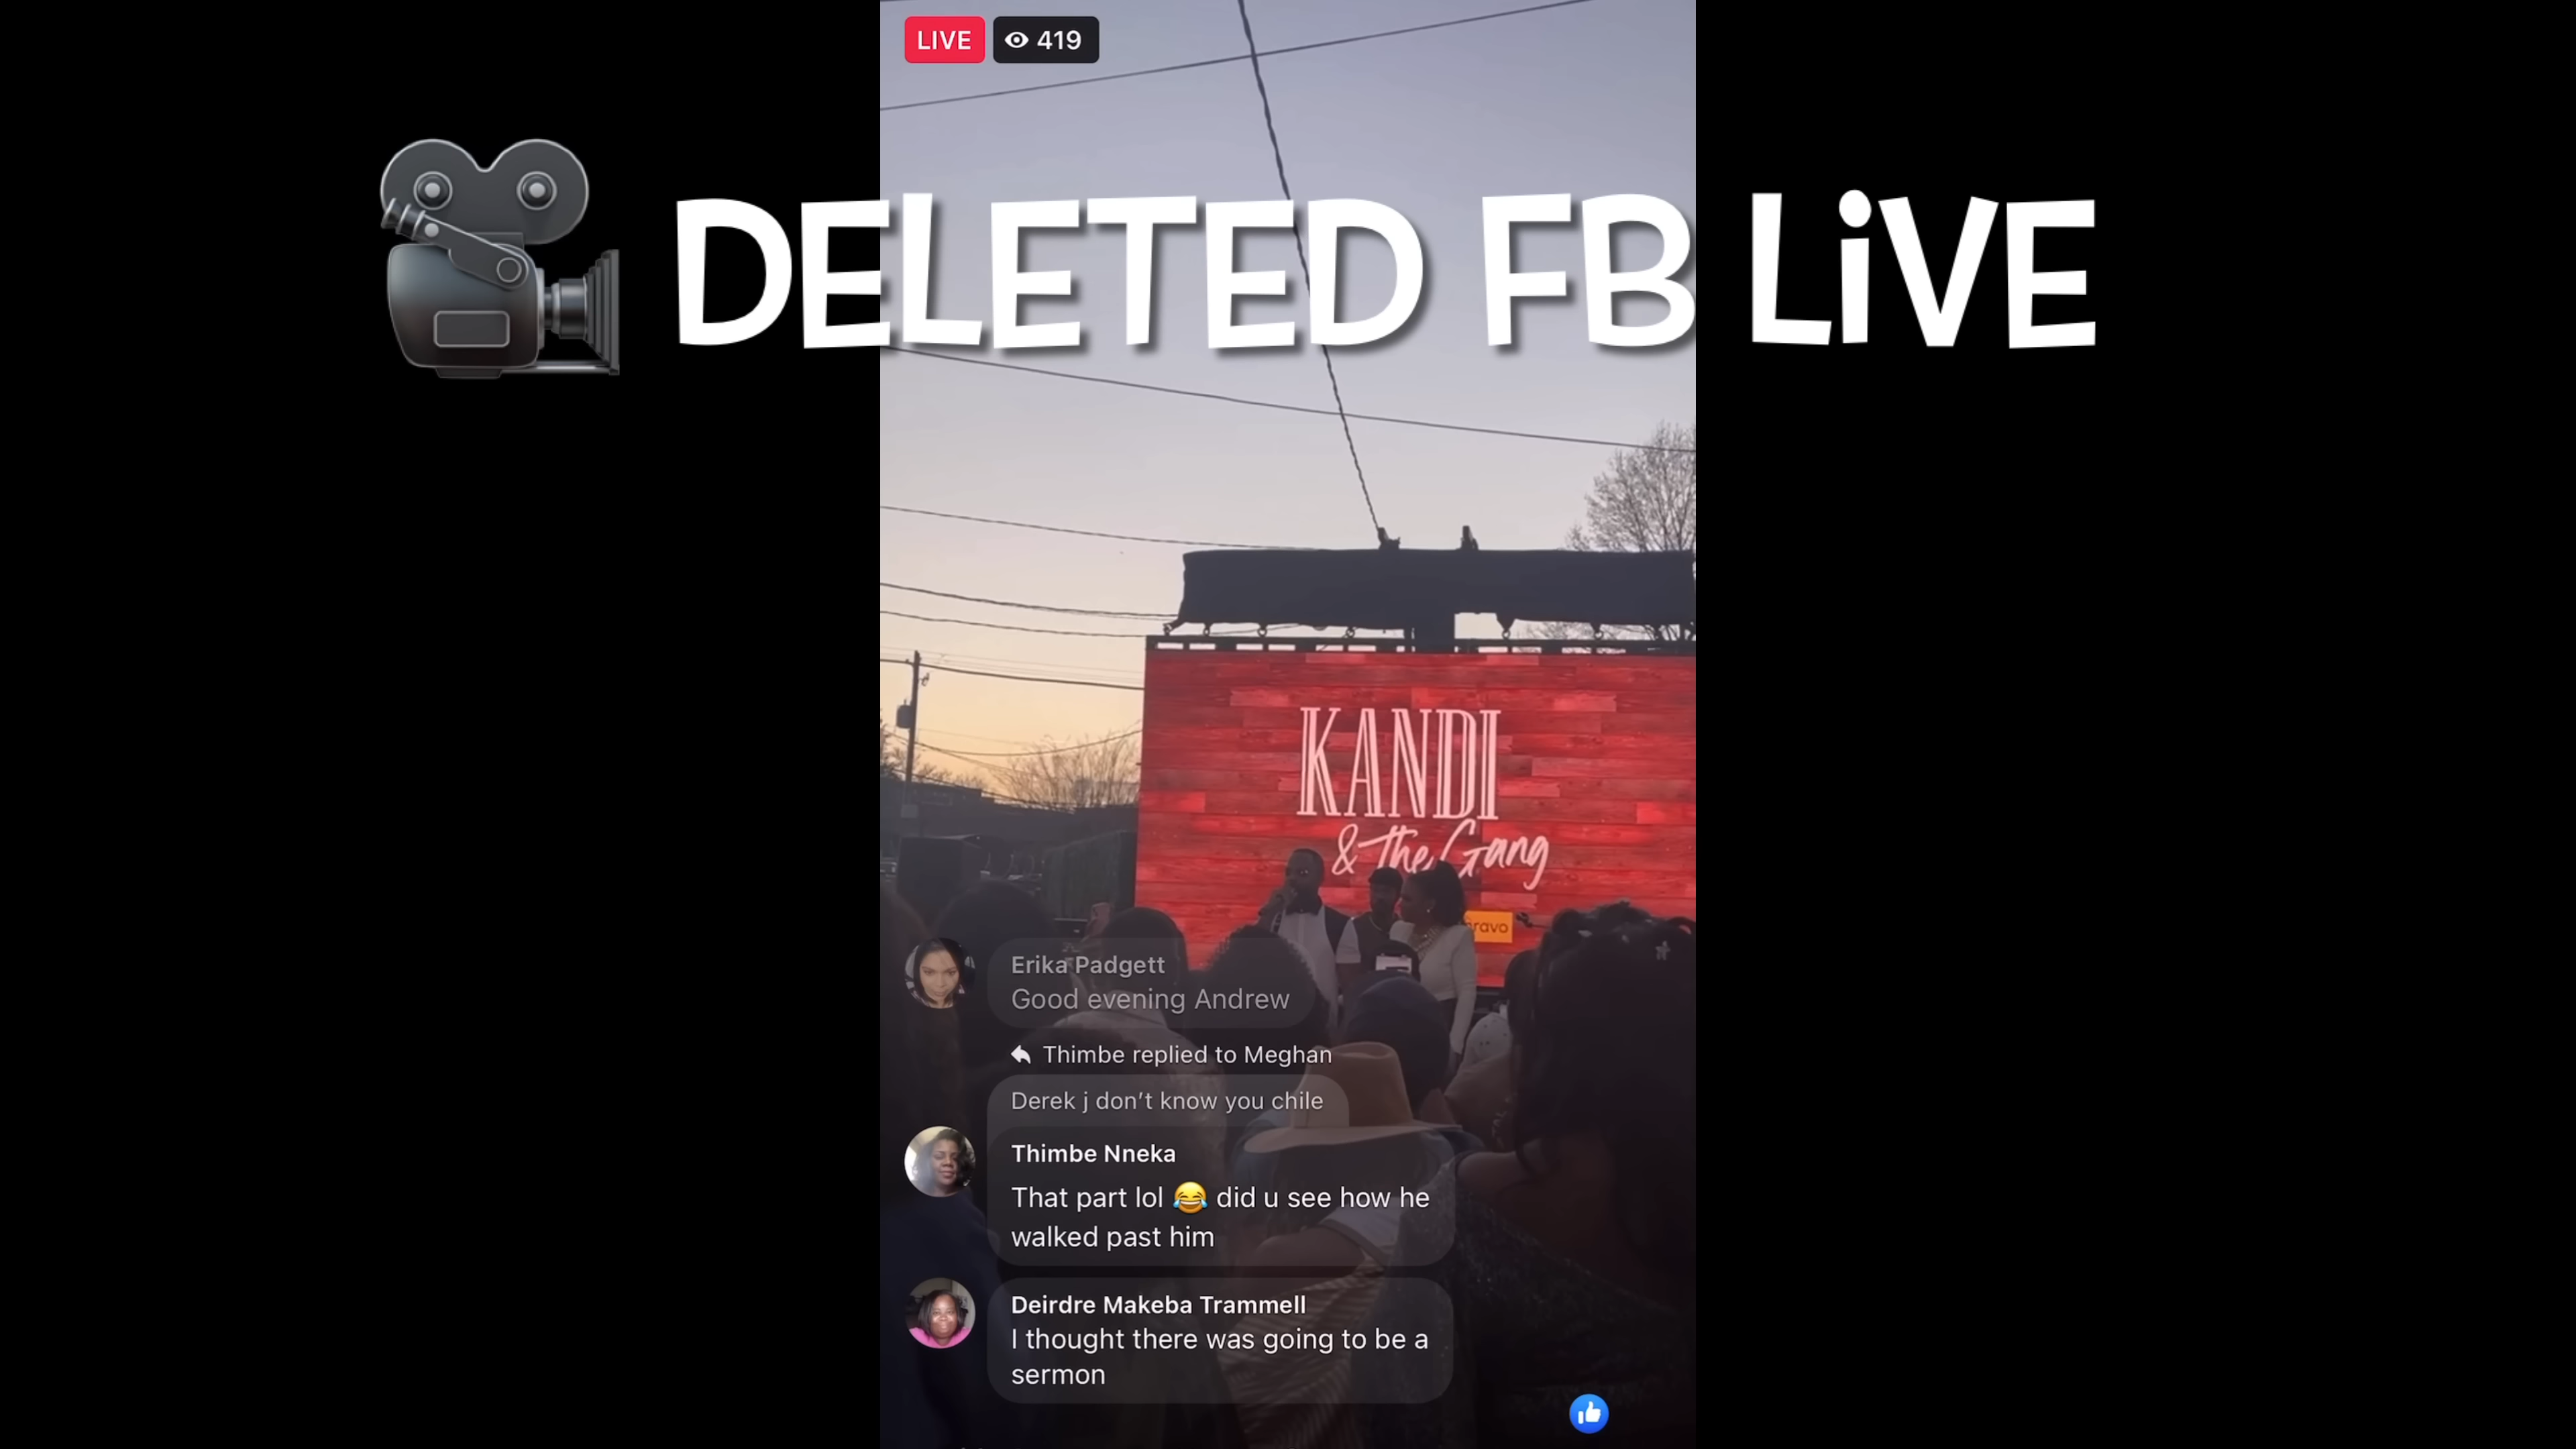 LIVE 419
DELETED FB LiVE
KANDI
& The Gang
bravo
Erika Padgett
Good evening Andrew
Thimbe replied to Meghan
Derek j don't know you chile
Thimbe Nneka
That part lol 😂 did u see how he
walked past him
Deirdre Makeba Trammell
I thought there was going to be a
sermon